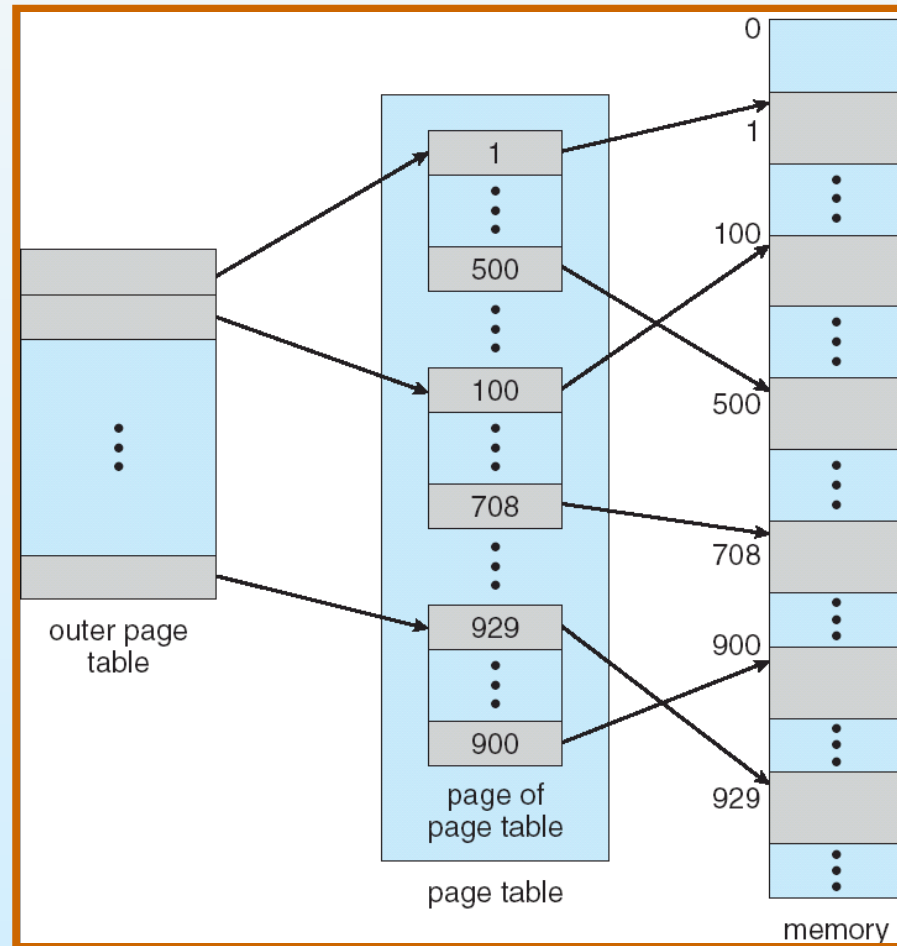 0
1
1
100
500
100
500
708
708
900
929
900
929
outer page
table
page of
page table
page table
memory